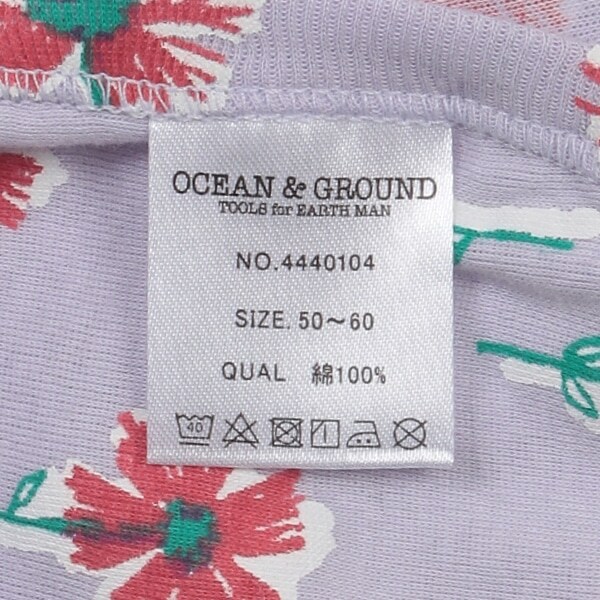 OCEAN & GROUND
TOOLS for EARTH MAN
NO.4440104
SIZE. 50～60
QUAL 綿100%
40